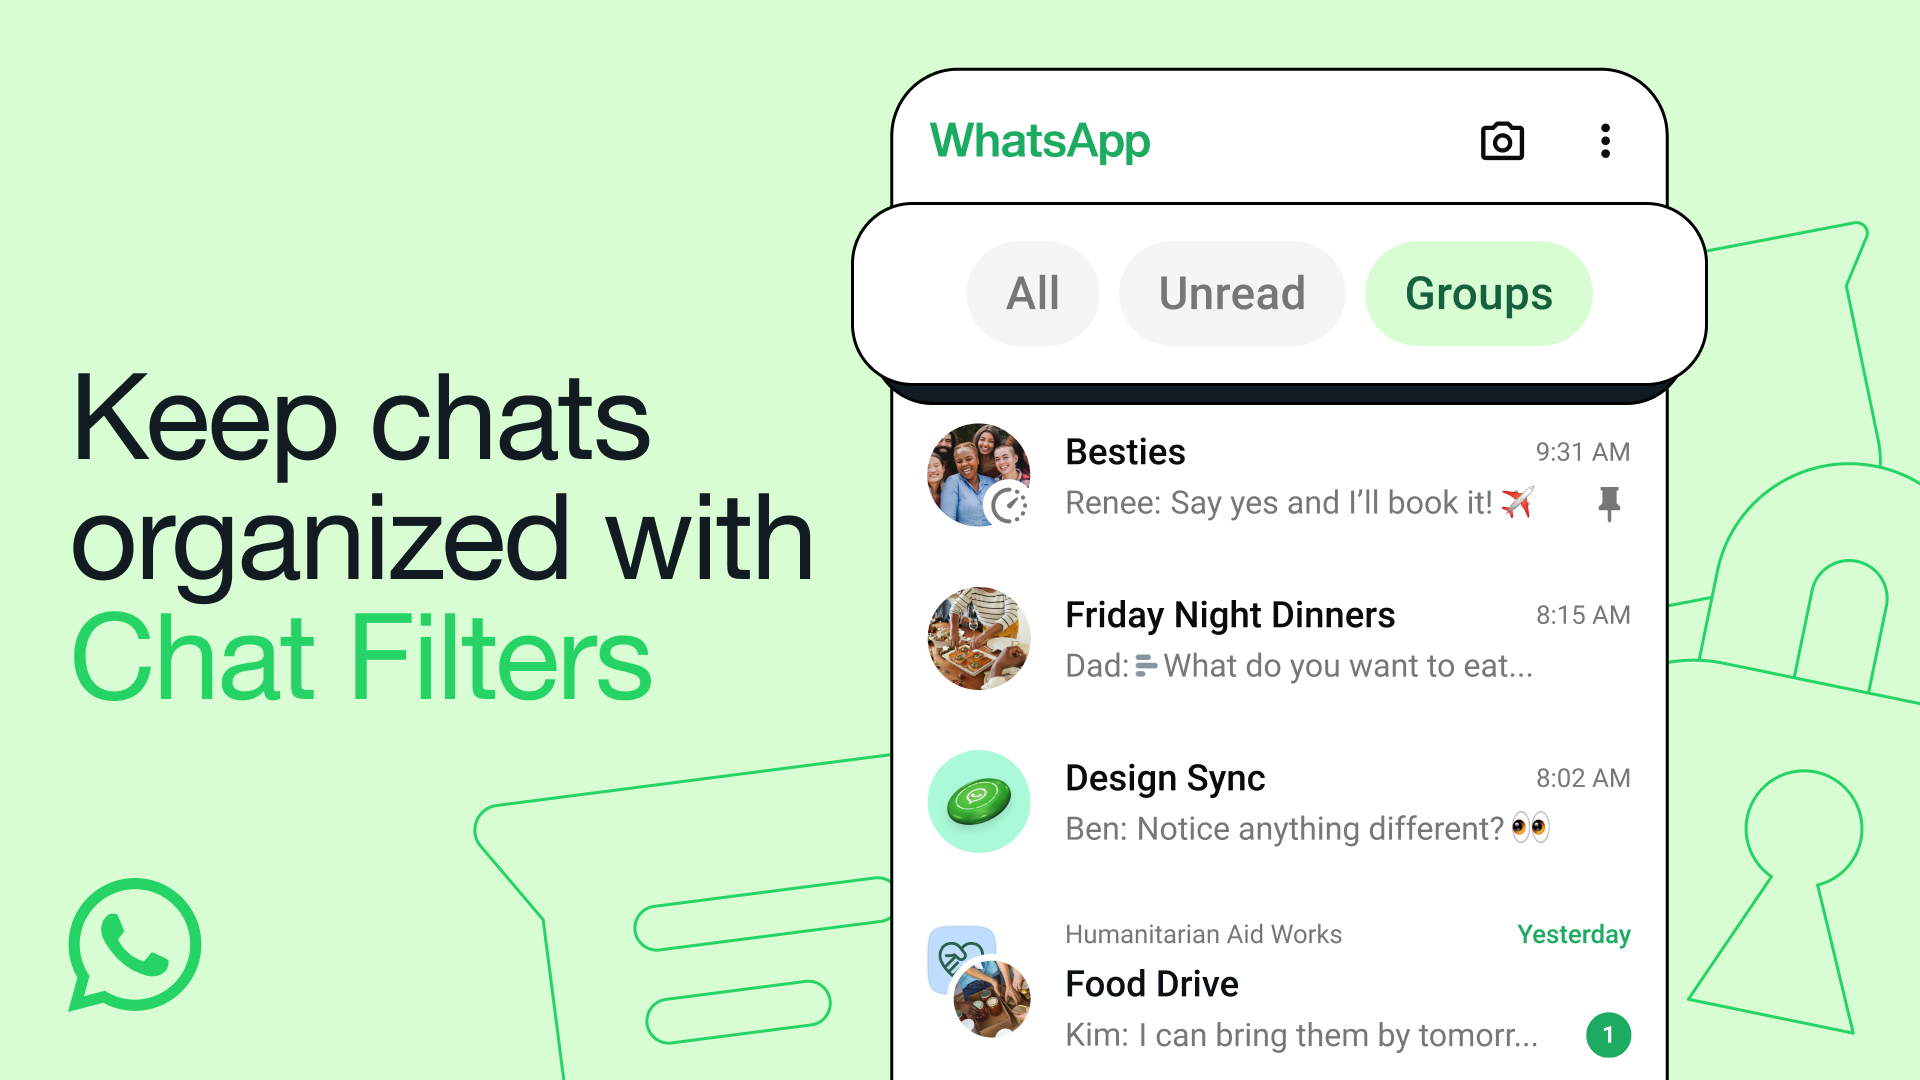 Keep chats
organized with
Chat Filters
WhatsApp
All Unread Groups
Besties 9:31 AM
Renee: Say yes and I’ll book it! ✈️
Friday Night Dinners 8:15 AM
Dad: What do you want to eat...
Design Sync 8:02 AM
Ben: Notice anything different? 👀
Humanitarian Aid Works Yesterday
Food Drive
Kim: I can bring them by tomorr... 1